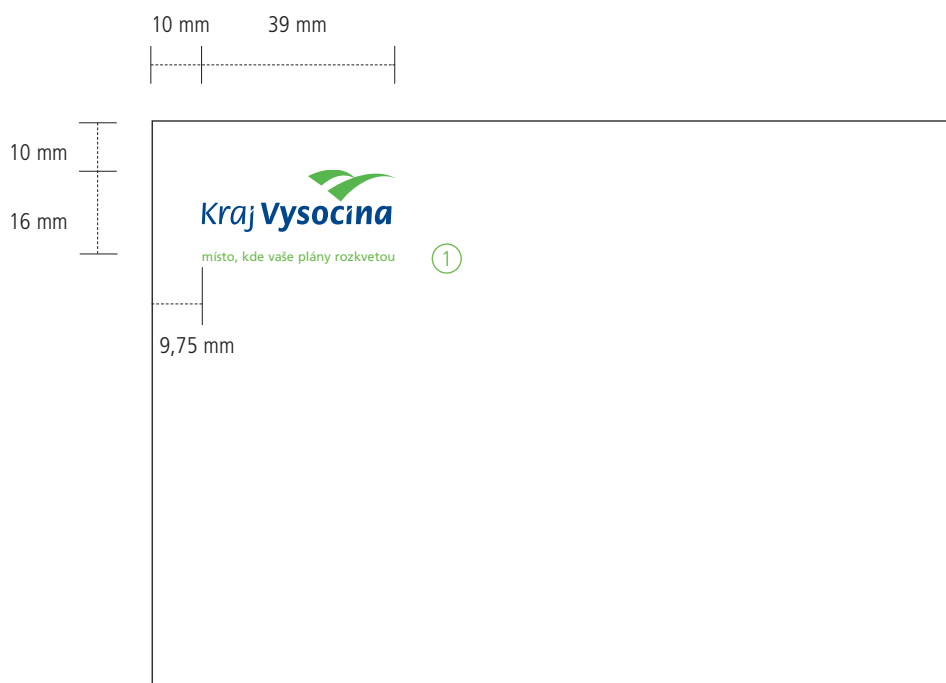 10 mm 39 mm
10 mm
16 mm
Kraj Vysocina
místo, kde vaše plány rozkvetou
1
9,75 mm